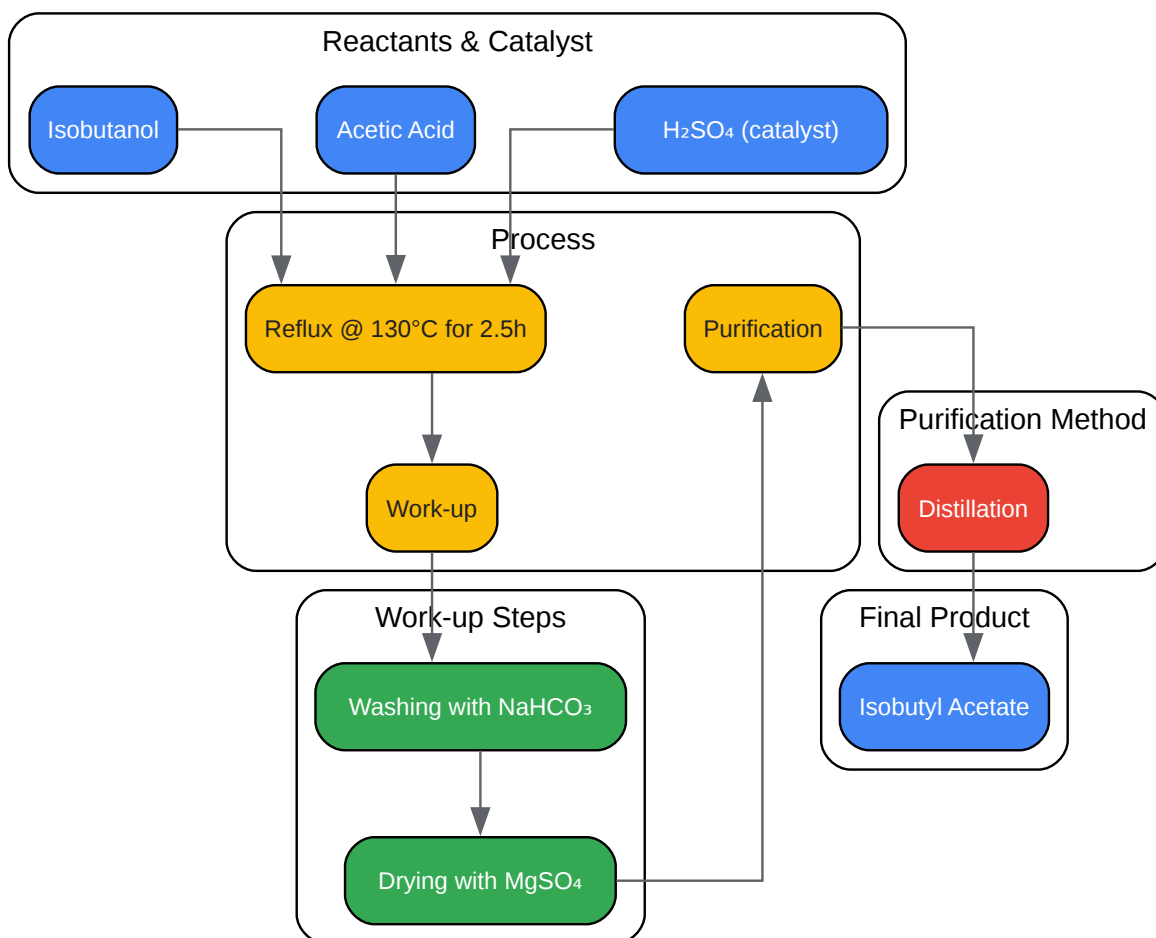 Reactants & Catalyst
Isobutanol
Acetic Acid
H₂SO₄ (catalyst)
Process
Reflux @ 130°C for 2.5h
Purification
Purification Method
Work-up
Distillation
Work-up Steps
Final Product
Washing with NaHCO₃
Isobutyl Acetate
Drying with MgSO₄